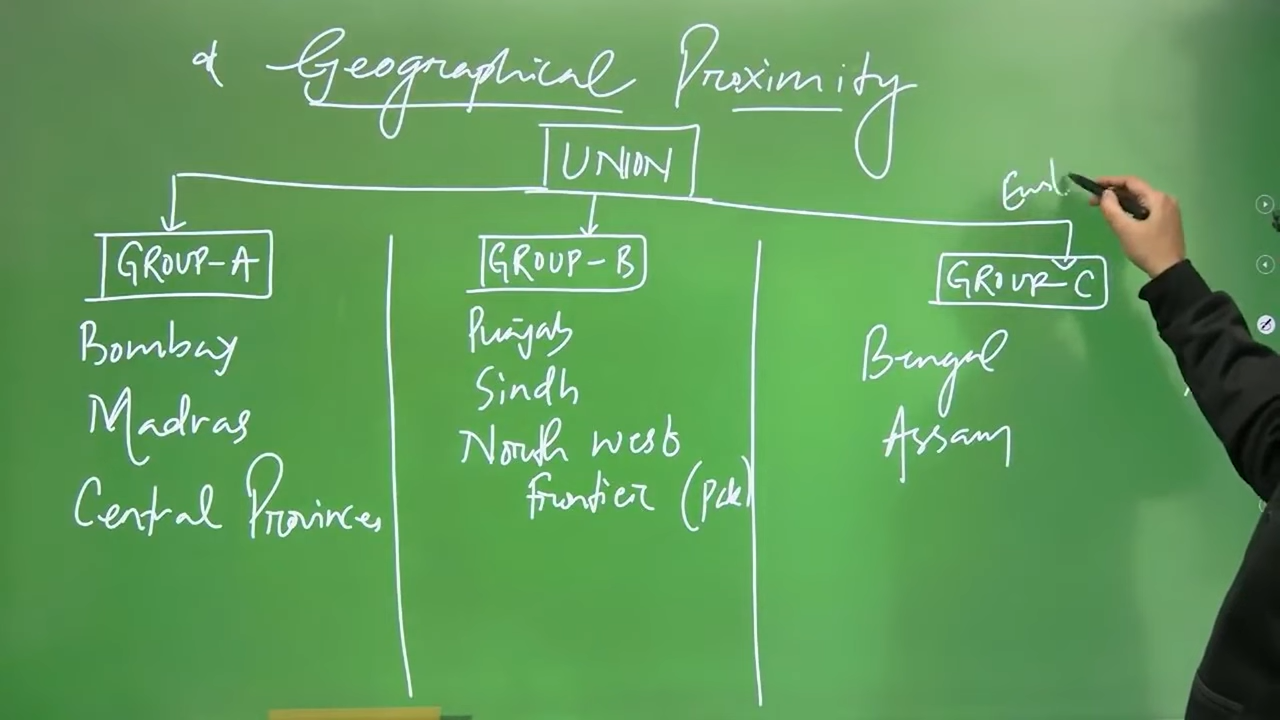 Geographical Proximity
UNION
East
GROUP-A
Bombay
Madras
Central Provinces
GROUP-B
Punjab
Sindh
North west
Frontier (Pak)
GROUP-C
Bengal
Assam